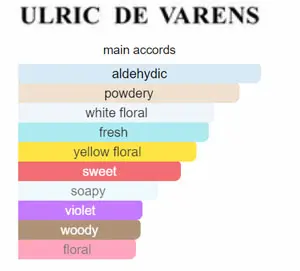 ULRIC DE VARENS
main accords
aldehydic
powdery
white floral
fresh
yellow floral
sweet
soapy
violet
woody
floral